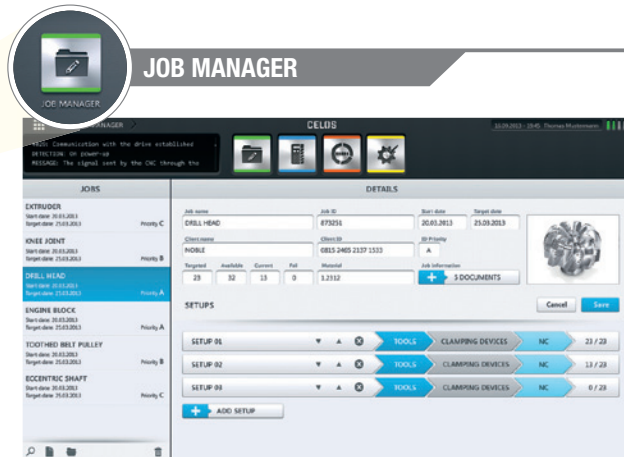 JOB MANAGER
JOB MANAGER
CELOS
10.09.2013 - 19:45 Thomas Mustermann
Communication with the drive established
DETECTION: On power-up
MESSAGE: The signal sent by the CNC through the
JOBS
DETAILS
EXTRUDER
Start date: 20.03.2013
Target date: 25.03.2013 Priority C
KNEE JOINT
Start date: 20.03.2013
Target date: 25.03.2013 Priority B
DRILL HEAD
Start date: 20.03.2013
Target date: 25.03.2013 Priority A
ENGINE BLOCK
Start date: 20.03.2013
Target date: 25.03.2013 Priority A
TOOTHED BELT PULLEY
Start date: 20.03.2013
Target date: 25.03.2013 Priority B
ECCENTRIC SHAFT
Start date: 20.03.2013
Target date: 25.03.2013 Priority C
Job name Job ID Start date Target date
DRILL HEAD 873251 20.03.2013 25.03.2013
Client name Client ID ID Priority
NOBLE 0815 2465 2137 1533 A
Targeted Available Current Fail Material Job information
23 32 13 0 1.2312 5 DOCUMENTS
SETUPS
Cancel Save
SETUP 01 TOOLS CLAMPING DEVICES NC 23 / 23
SETUP 02 TOOLS CLAMPING DEVICES NC 13 / 23
SETUP 03 TOOLS CLAMPING DEVICES NC 0 / 23
ADD SETUP